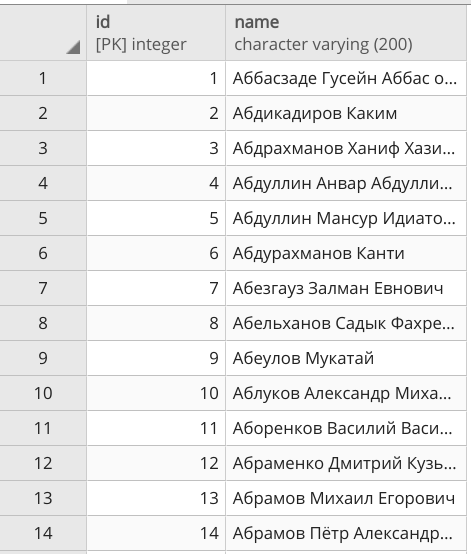 id name
[PK] integer character varying (200)
1 1 Аббасзаде Гусейн Аббас о...
2 2 Абдикадиров Каким
3 3 Абдрахманов Ханиф Хази...
4 4 Абдуллин Анвар Абдулли...
5 5 Абдуллин Мансур Идиато...
6 6 Абдурахманов Канти
7 7 Абезгауз Залман Евнович
8 8 Абельханов Садык Фахре...
9 9 Абеулов Мукатай
10 10 Аблуков Александр Миха...
11 11 Аборенков Василий Васи...
12 12 Абраменко Дмитрий Кузь...
13 13 Абрамов Михаил Егорович
14 14 Абрамов Пётр Александр...